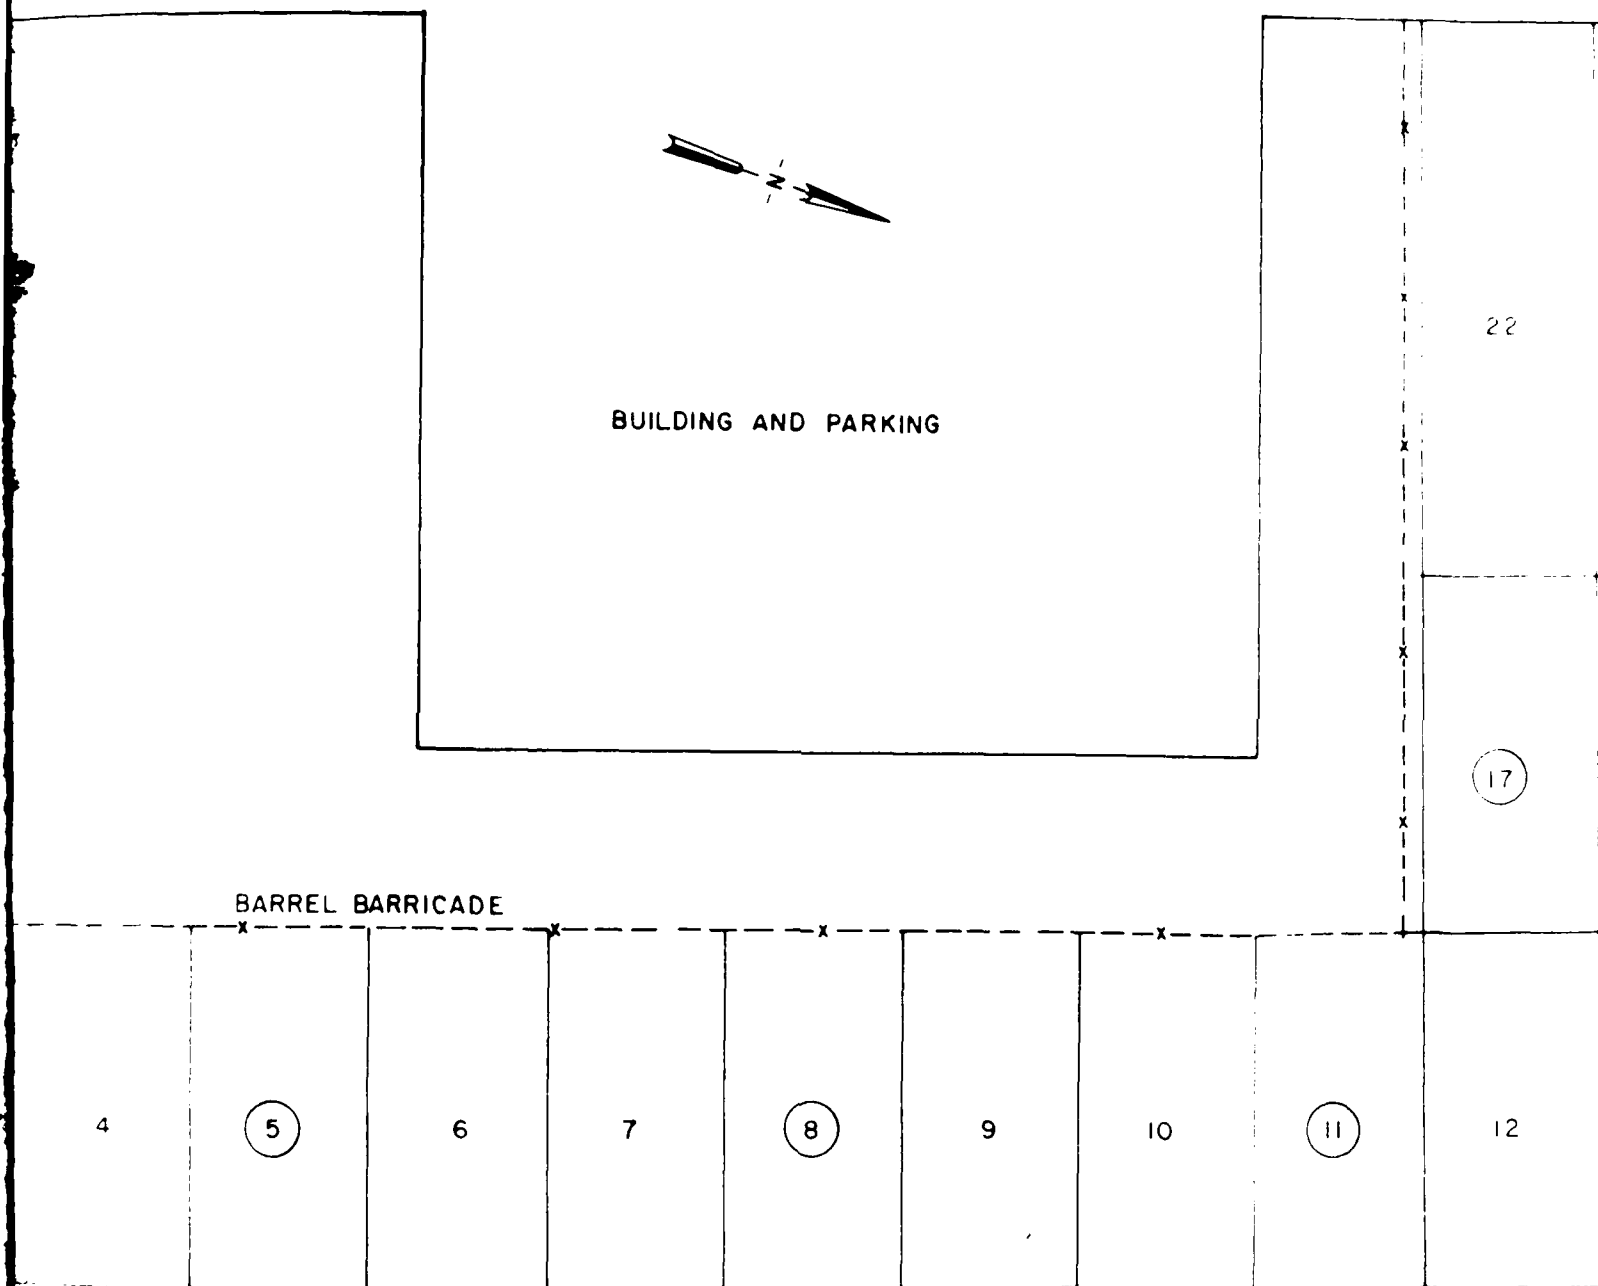 N
22
BUILDING AND PARKING
17
BARREL BARRICADE
4 5 6 7 8 9 10 11 12